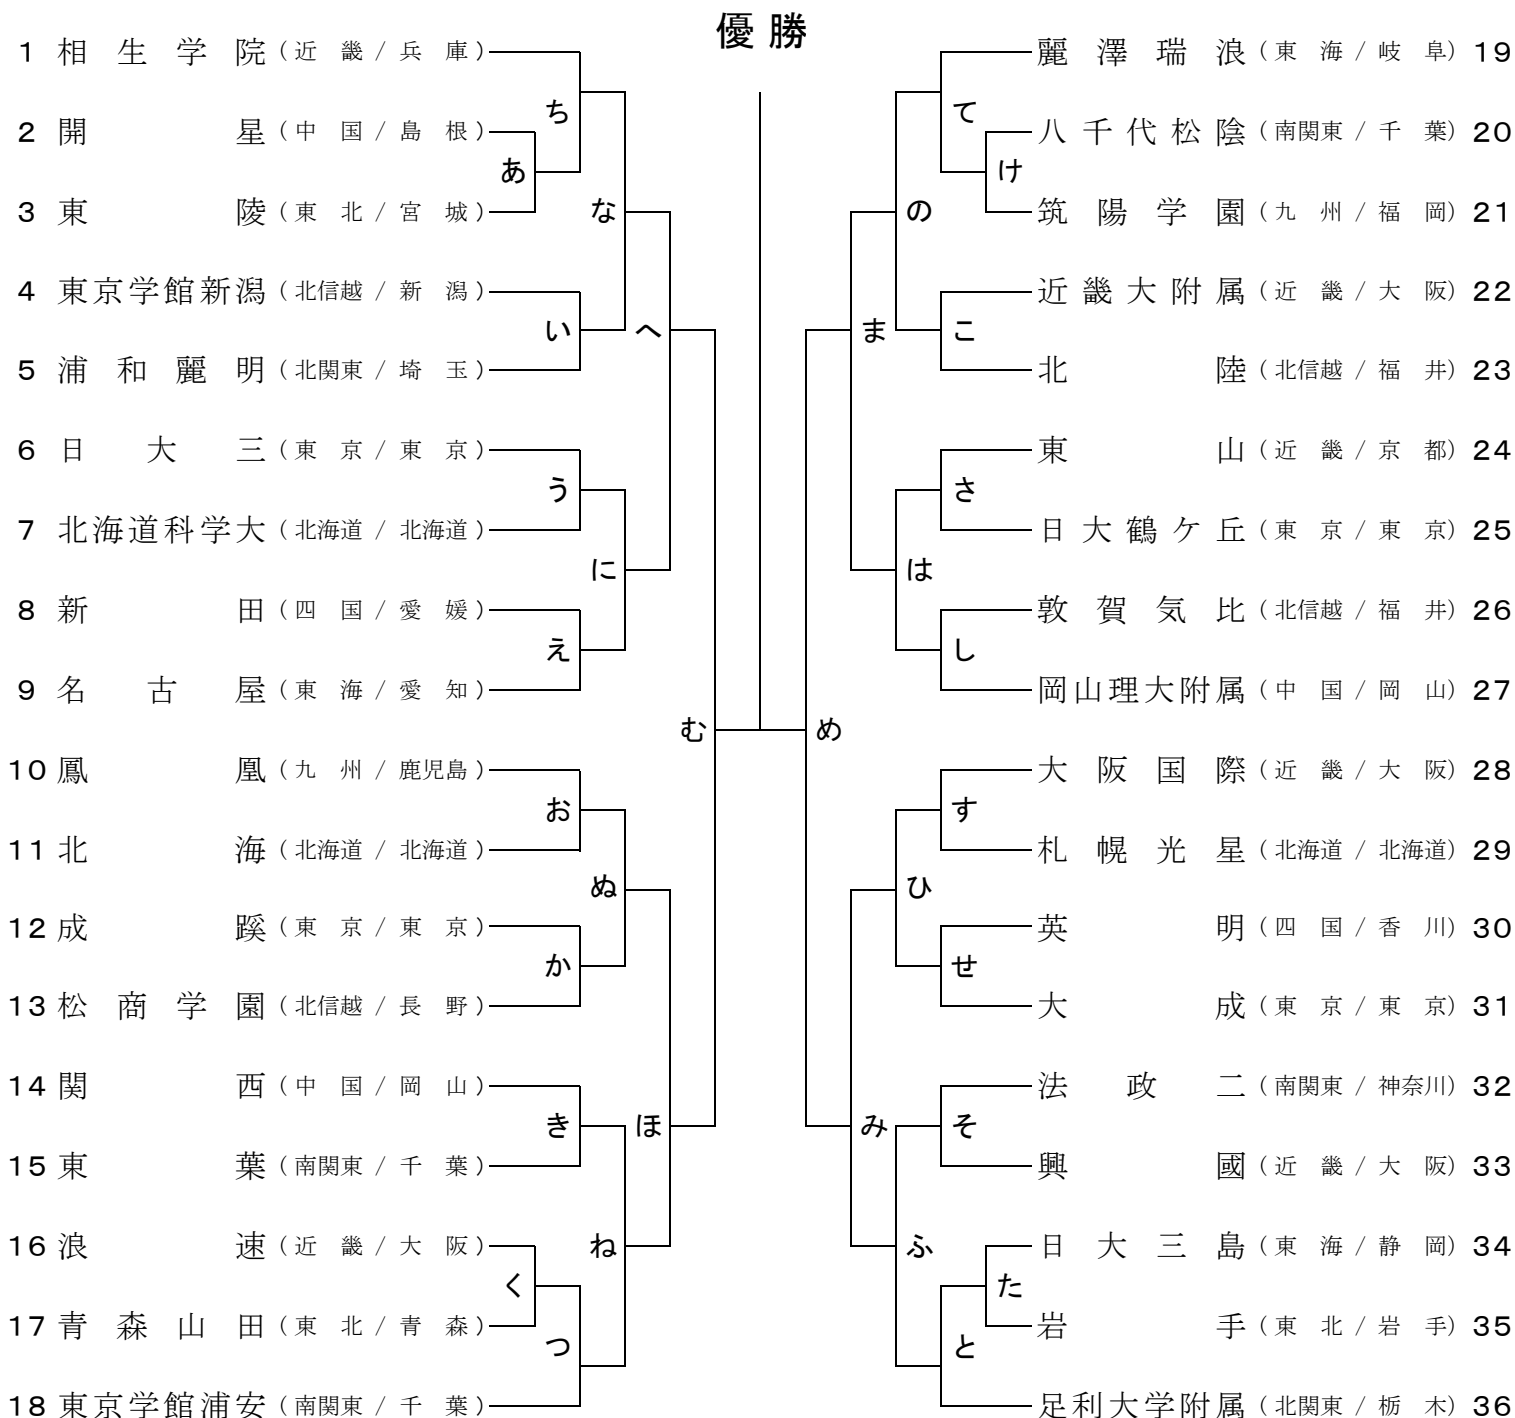 優勝
1 相生学院 (近畿/兵庫)
2 開星 (中国/島根)
3 東陵 (東北/宮城)
4 東京学館新潟 (北信越/新潟)
5 浦和麗明 (北関東/埼玉)
6 日大三 (東京/東京)
7 北海道科学大 (北海道/北海道)
8 新田 (四国/愛媛)
9 名古屋 (東海/愛知)
10 鳳凰 (九州/鹿児島)
11 北海 (北海道/北海道)
12 成蹊 (東京/東京)
13 松商学園 (北信越/長野)
14 関西 (中国/岡山)
15 東葉 (南関東/千葉)
16 浪速 (近畿/大阪)
17 青森山田 (東北/青森)
18 東京学館浦安 (南関東/千葉)
ち
あ
な
い
へ
う
に
え
む
お
ぬ
か
き
ほ
ね
く
つ
て
け
の
こ
ま
さ
は
し
め
す
ひ
せ
そ
み
ふ
た
と
麗澤瑞浪 (東海/岐阜) 19
八千代松陰 (南関東/千葉) 20
筑陽学園 (九州/福岡) 21
近畿大附属 (近畿/大阪) 22
北陸 (北信越/福井) 23
東山 (近畿/京都) 24
日大鶴ケ丘 (東京/東京) 25
敦賀気比 (北信越/福井) 26
岡山理大附属 (中国/岡山) 27
大阪国際 (近畿/大阪) 28
札幌光星 (北海道/北海道) 29
英明 (四国/香川) 30
大成 (東京/東京) 31
法政二 (南関東/神奈川) 32
興國 (近畿/大阪) 33
日大三島 (東海/静岡) 34
岩手 (東北/岩手) 35
足利大学附属 (北関東/栃木) 36